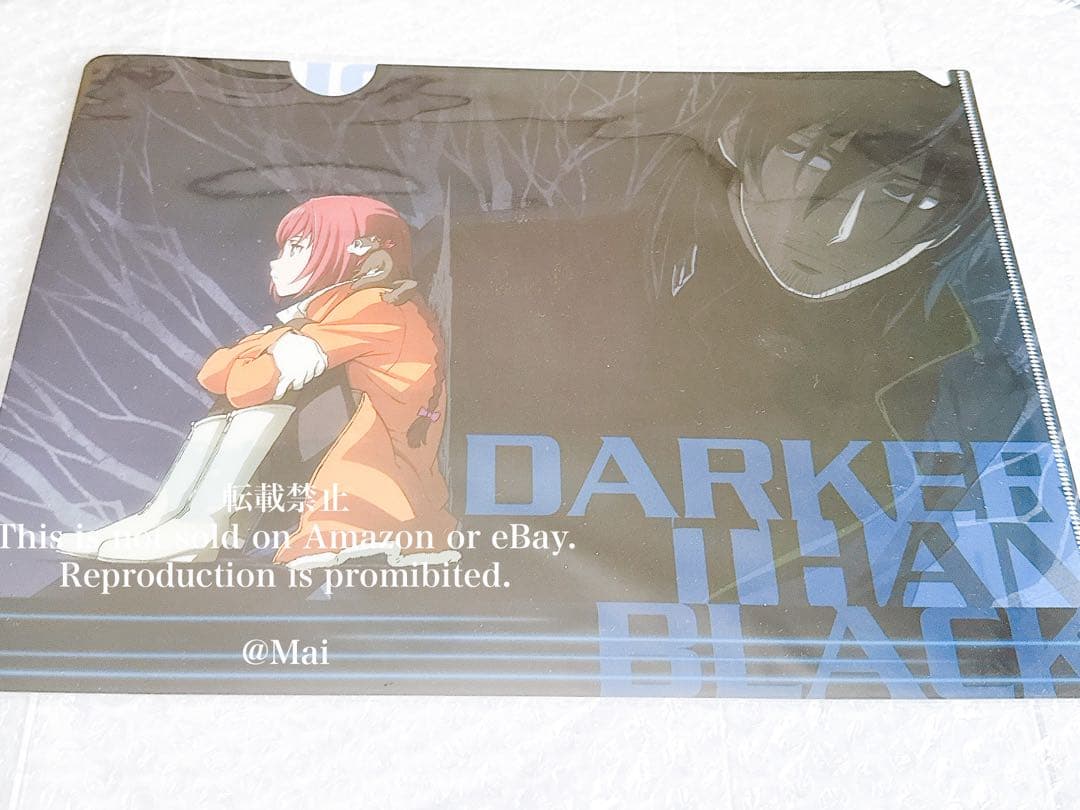 DARKER
THAN
BLACK
転載禁止
This is not sold on Amazon or eBay.
Reproduction is promibited.
@Mai